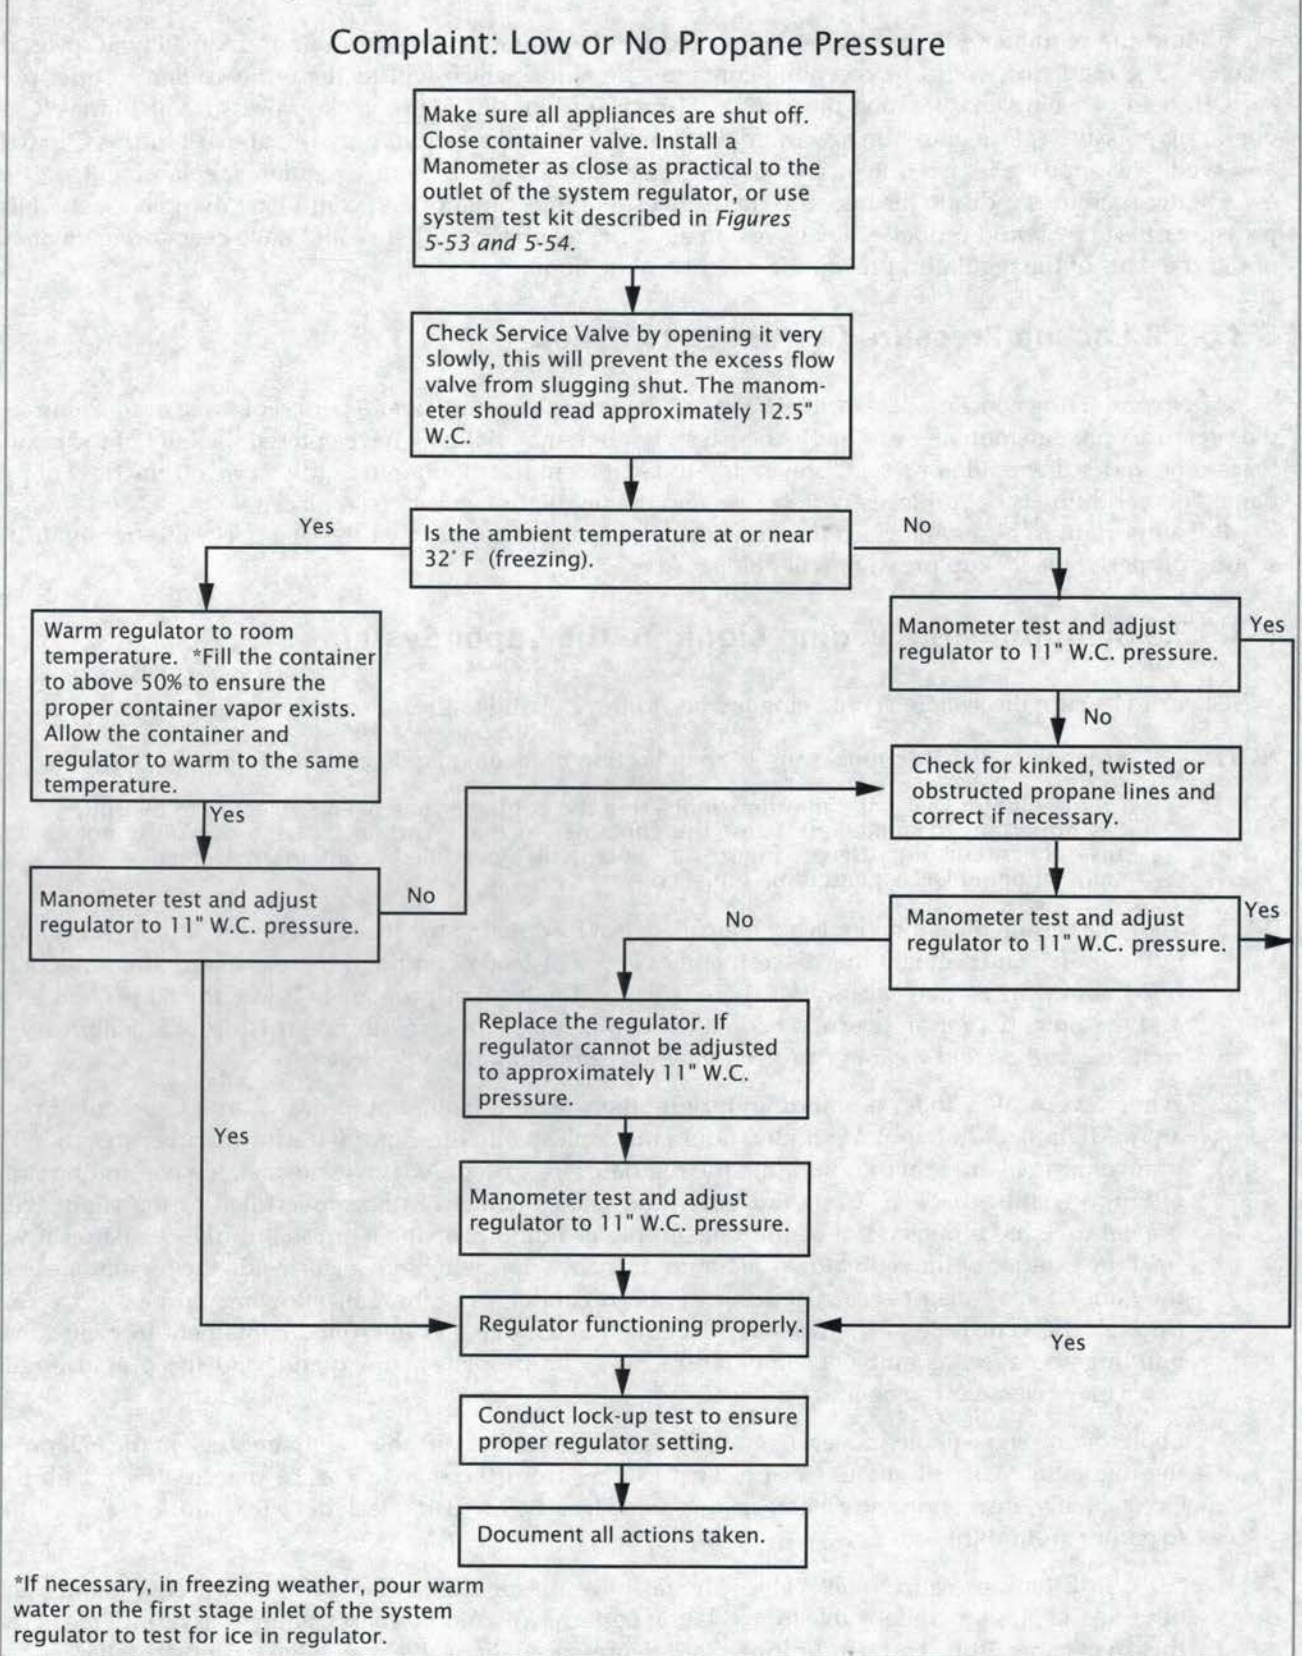 Complaint: Low or No Propane Pressure
Make sure all appliances are shut off.
Close container valve. Install a
Manometer as close as practical to the
outlet of the system regulator, or use
system test kit described in Figures
5-53 and 5-54.
Check Service Valve by opening it very
slowly, this will prevent the excess flow
valve from slugging shut. The manom-
eter should read approximately 12.5"
W.C.
Yes
Is the ambient temperature at or near
32° F (freezing).
No
Warm regulator to room
temperature. *Fill the container
to above 50% to ensure the
proper container vapor exists.
Allow the container and
regulator to warm to the same
temperature.
Manometer test and adjust
regulator to 11" W.C. pressure.
Yes
No
Check for kinked, twisted or
obstructed propane lines and
correct if necessary.
Yes
Manometer test and adjust
regulator to 11" W.C. pressure.
No
No
Manometer test and adjust
regulator to 11" W.C. pressure.
Yes
Replace the regulator. If
regulator cannot be adjusted
to approximately 11" W.C.
pressure.
Yes
Manometer test and adjust
regulator to 11" W.C. pressure.
Regulator functioning properly.
Yes
Conduct lock-up test to ensure
proper regulator setting.
Document all actions taken.
*If necessary, in freezing weather, pour warm
water on the first stage inlet of the system
regulator to test for ice in regulator.